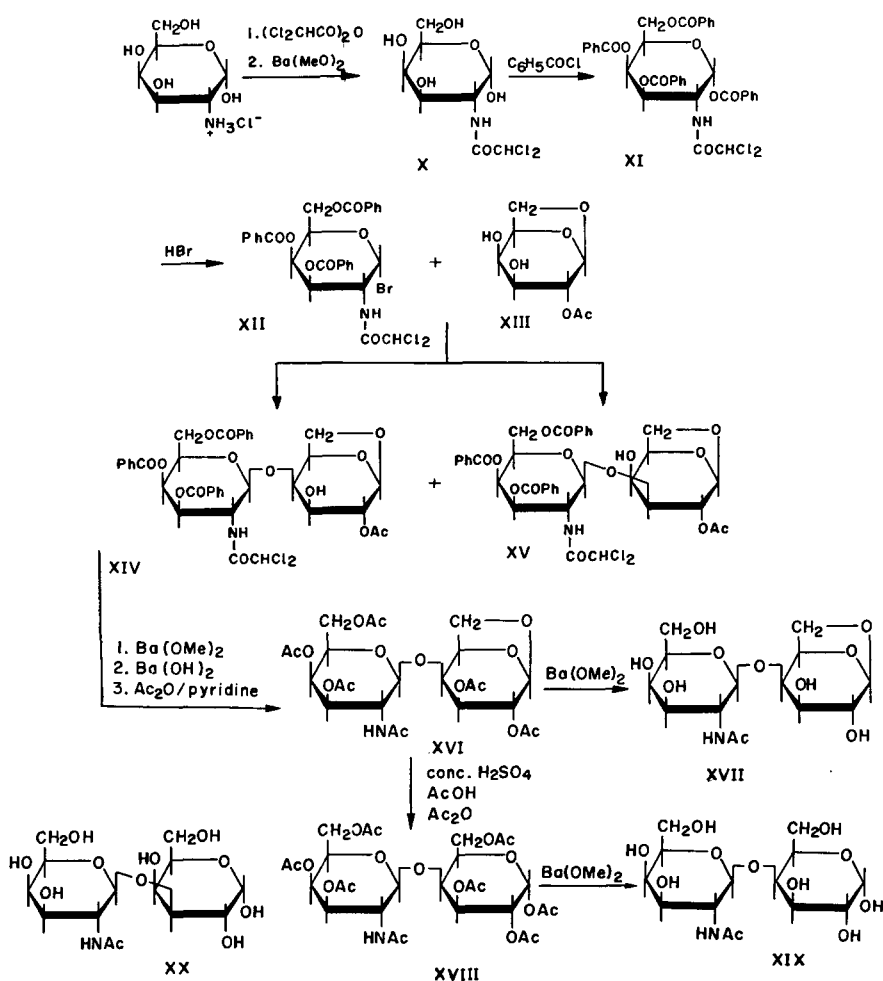 CH2OH
HO
O
OH
OH
NH3Cl-
+
1.(Cl2CHCO)2O
2. Ba(MeO)2
CH2OH
HO
O
OH
OH
NH
COCHCl2
X
C6H5COCl
CH2OCOPh
PhCO
O
OCOPh
OCOPh
NH
COCHCl2
XI
HBr
CH2OCOPh
PhCO
O
OCOPh
Br
NH
COCHCl2
XII
+
CH2
O
HO
O
OH
OAc
XIII
CH2OCOPh
PhCO
O
OCOPh
NH
COCHCl2
O
CH2
O
O
OH
OAc
XIV
+
CH2OCOPh
PhCO
O
OCOPh
NH
COCHCl2
O
CH2
O
HO
O
OAc
XV
1. Ba(OMe)2
2. Ba(OH)2
3. Ac2O/pyridine
CH2OAc
AcO
O
OAc
HNAc
O
CH2
O
O
OAc
OAc
XVI
Ba(OMe)2
CH2OH
HO
O
OH
HNAc
O
CH2
O
O
OH
OH
XVII
conc. H2SO4
AcOH
Ac2O
CH2OH
HO
O
OH
HNAc
O
CH2OH
HO
O
OH
OH
XX
CH2OAc
AcO
O
OAc
HNAc
O
CH2OAc
O
OAc
OAc
OAc
XVIII
Ba(OMe)2
CH2OH
HO
O
OH
HNAc
O
CH2OH
O
OH
OH
OH
XIX